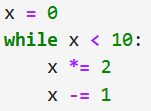 x = 0
while x < 10:
    x *= 2
    x -= 1